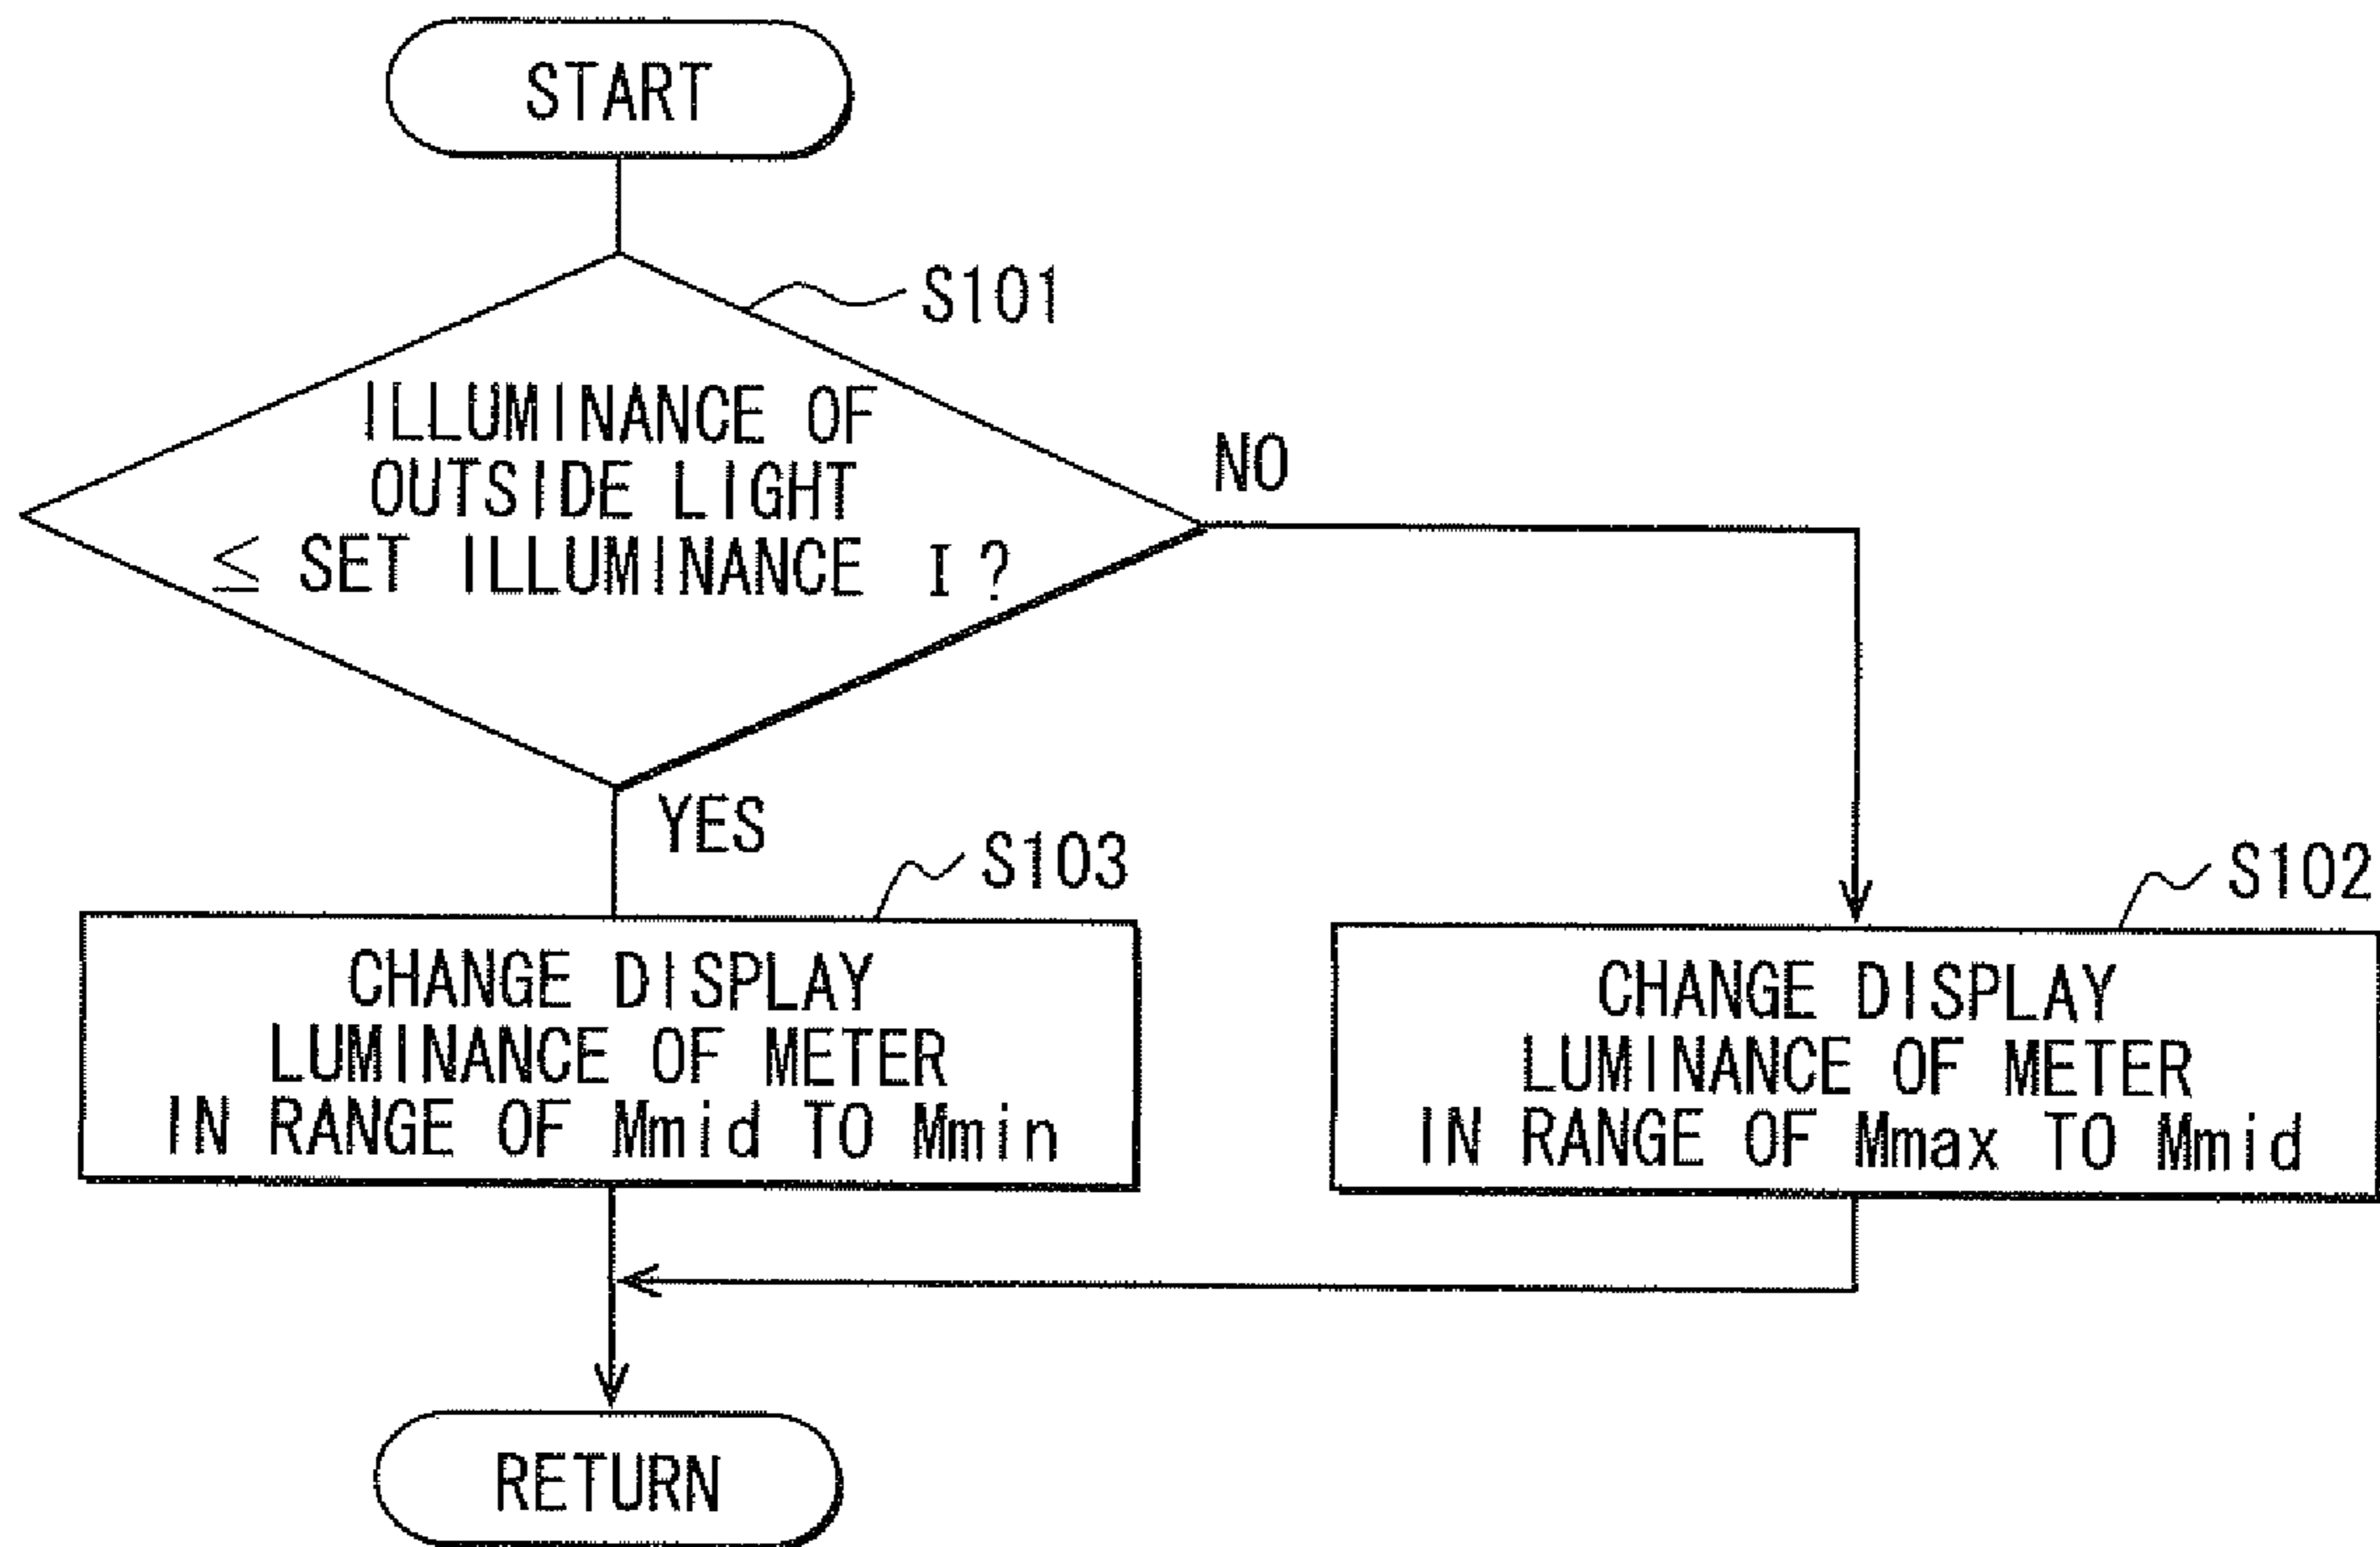 START
S101
ILLUMINANCE OF
OUTSIDE LIGHT
≤ SET ILLUMINANCE I?
NO
YES
S103
CHANGE DISPLAY
LUMINANCE OF METER
IN RANGE OF Mmid TO Mmin
S102
CHANGE DISPLAY
LUMINANCE OF METER
IN RANGE OF Mmax TO Mmid
RETURN